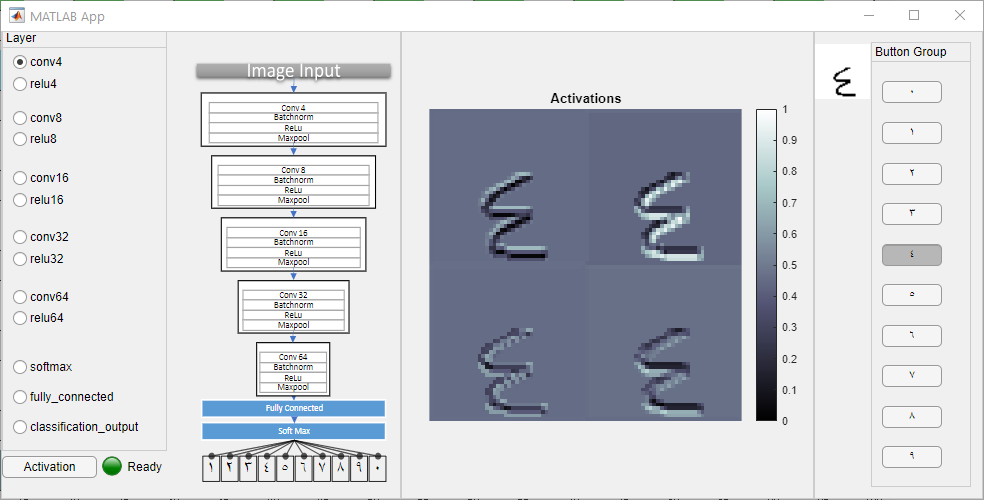 MATLAB App
Layer
conv4
relu4
conv8
relu8
conv16
relu16
conv32
relu32
conv64
relu64
softmax
fully_connected
classification_output
Activation
Ready
Image Input
Conv 4
Batchnorm
ReLu
Maxpool
Conv 8
Batchnorm
ReLu
Maxpool
Conv 16
Batchnorm
ReLu
Maxpool
Conv 32
Batchnorm
ReLu
Maxpool
Conv 64
Batchnorm
ReLu
Maxpool
Fully Connected
Soft Max
١ ٢ ٣ ٤ ٥ ٦ ٧ ٨ ٩ ٠
Activations
1
0.9
0.8
0.7
0.6
0.5
0.4
0.3
0.2
0.1
0
٤
Button Group
٠
١
٢
٣
٤
٥
٦
٧
٨
٩